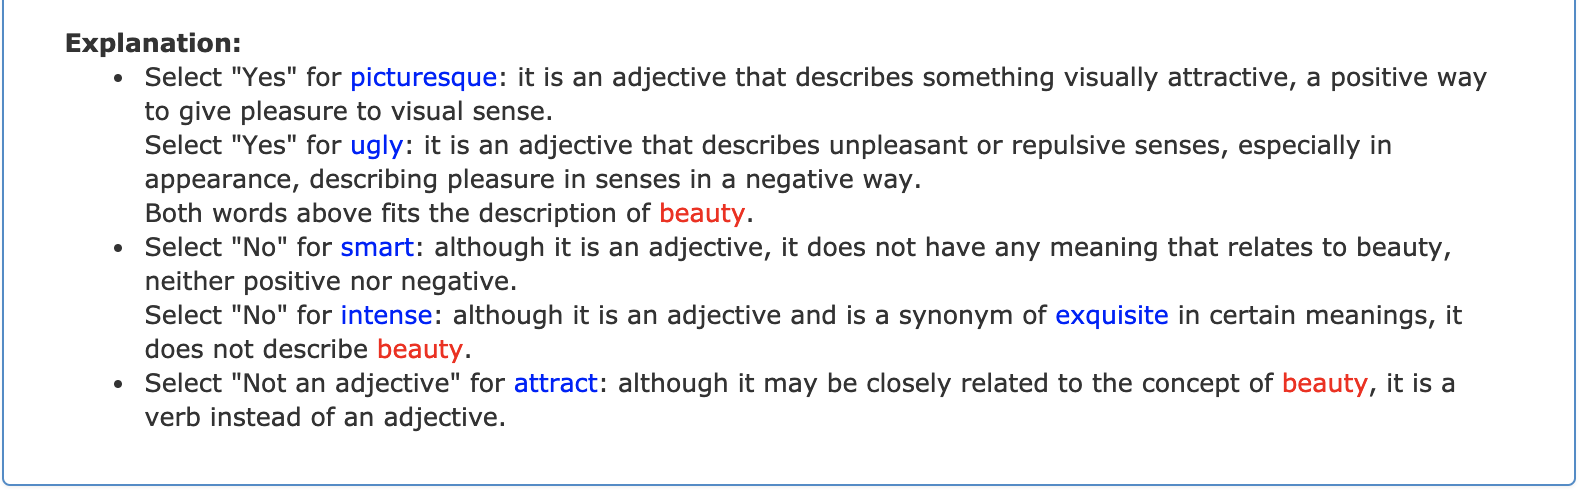 Explanation:
• Select "Yes" for picturesque: it is an adjective that describes something visually attractive, a positive way
to give pleasure to visual sense.
Select "Yes" for ugly: it is an adjective that describes unpleasant or repulsive senses, especially in
appearance, describing pleasure in senses in a negative way.
Both words above fits the description of beauty.
• Select "No" for smart: although it is an adjective, it does not have any meaning that relates to beauty,
neither positive nor negative.
Select "No" for intense: although it is an adjective and is a synonym of exquisite in certain meanings, it
does not describe beauty.
• Select "Not an adjective" for attract: although it may be closely related to the concept of beauty, it is a
verb instead of an adjective.